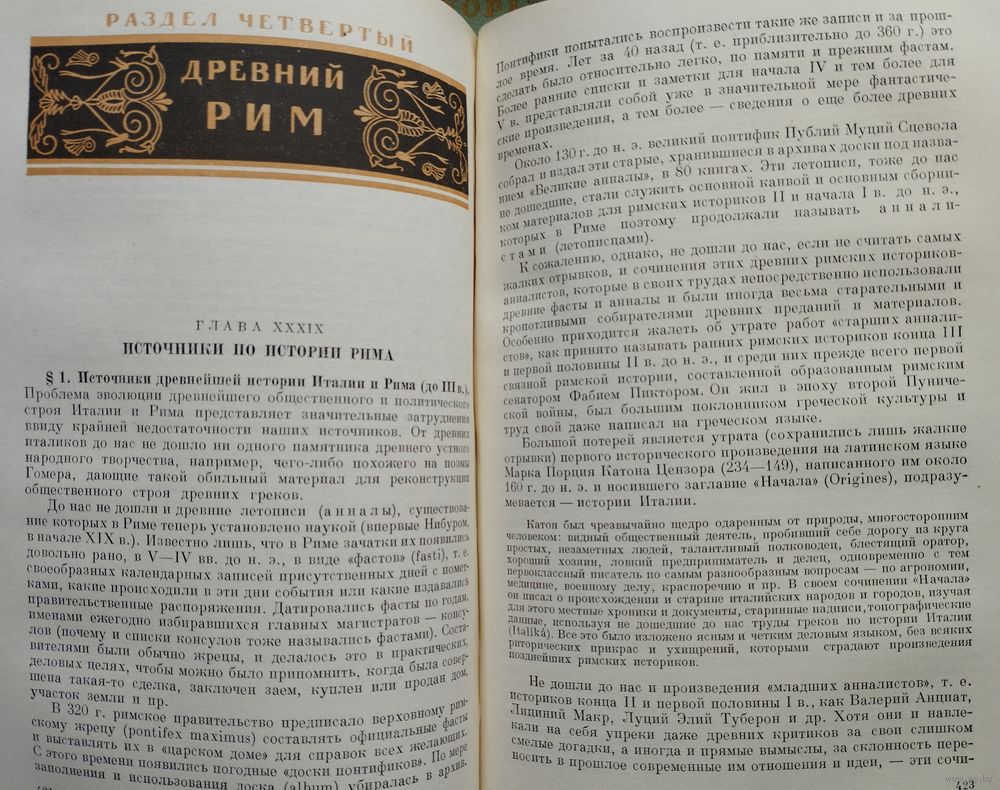 РАЗДЕЛ ЧЕТВЕРТЫЙ
ДРЕВНИЙ
РИМ
ГЛАВА XXXIX
ИСТОЧНИКИ ПО ИСТОРИИ РИМА
§ 1. Источники древнейшей истории Италии и Рима (до III в.).
Проблема эволюции древнейшего общественного и политического
строя Италии и Рима представляет значительные затруднения
ввиду крайней недостаточности наших источников. От древних
италиков до нас не дошло ни одного памятника древнего устного
народного творчества, например, чего-либо похожего на поэмы
Гомера, дающие такой обильный материал для реконструкции
общественного строя древних греков.
До нас не дошли и древние летописи (анналы), существова-
ние которых в Риме теперь установлено наукой (впервые Нибуром,
в начале XIX в.). Известно лишь, что в Риме зачатки их появились
довольно рано, в V—IV вв. до н. э., в виде «фастов» (fasti), т. е.
своеобразных календарных записей присутственных дней с помет-
ками, какие происходили в эти дни события или какие издавались
правительственные распоряжения. Датировались фасты по годам,
именами ежегодно избиравшихся главных магистратов — консу-
лов (почему и списки консулов тоже назывались фастами). Соста-
вителями были обычно жрецы, и делалось это в практических,
деловых целях, чтобы можно было припомнить, когда была совер-
шена такая-то сделка, заключен заем, куплен или продан дом,
участок земли и пр.
В 320 г. римское правительство предписало верховному рим-
скому жрецу (pontifex maximus) составлять официальные фасты
и выставлять их в «царском доме» для справок всех желающих.
С этого времени появились погодные «доски понтификов». По мере
заполнения и использования доска (album) убиралась в архив.
Понтифики попытались воспроизвести такие же записи и за прош-
лое время. Лет за 40 назад (т. е. приблизительно до 360 г.) это
сделать было относительно легко, по памяти и прежним фастам.
Более ранние списки и заметки для начала IV и тем более для
V в. представляли собой уже в значительной мере фантастиче-
ские произведения, а тем более — сведения о еще более древних
временах.
Около 130 г. до н. э. великий понтифик Публий Муций Сцевола
собрал и издал эти старые, хранившиеся в архивах доски под назва-
нием «Великие анналы», в 80 книгах. Эти летописи, тоже до нас
не дошедшие, стали служить основной канвой и основным сборни-
ком материалов для римских историков II и начала I в. до н. э.,
которых в Риме поэтому продолжали называть аннали-
стами (летописцами).
К сожалению, однако, не дошли до нас, если не считать самых
жалких отрывков, и сочинения этих древних римских историков-
анналистов, которые в своих трудах непосредственно использовали
древние фасты и анналы и были иногда весьма старательными и
кропотливыми собирателями древних преданий и материалов.
Особенно приходится жалеть об утрате работ «старших аннали-
стов», как принято называть ранних римских историков конца III
и первой половины II в. до н. э., и среди них прежде всего первой
связной римской истории, составленной образованным римским
сенатором Фабием Пиктором. Он жил в эпоху второй Пуниче-
ской войны, был большим поклонником греческой культуры и
труд свой даже написал на греческом языке.
Большой потерей является утрата (сохранились лишь жалкие
отрывки) первого исторического произведения на латинском языке
Марка Порция Катона Цензора (234—149), написанного им около
160 г. до н. э. и носившего заглавие «Начала» (Origines), подразу-
мевается — истории Италии.
Катон был чрезвычайно щедро одаренным от природы, многосторонним
человеком: видный общественный деятель, пробивший себе дорогу из круга
простых, незаметных людей, талантливый полководец, блестящий оратор,
хороший хозяин, ловкий предприниматель и делец, одновременно с тем
первоклассный писатель по самым разнообразным вопросам — по агрономии,
медицине, военному делу, красноречию и пр. В своем сочинении «Начала»
он писал о происхождении и старине италийских народов и городов, изучая
для этого местные хроники и документы, старинные надписи, топографические
данные, используя не дошедшие до нас труды греков по истории Италии
(Italiká). Все это было изложено ясным и четким деловым языком, без всяких
риторических прикрас и ухищрений, которыми страдают произведения
позднейших римских историков.
Не дошли до нас и произведения «младших анналистов», т. е.
историков конца II и первой половины I в., как Валерий Анциат,
Лициний Макр, Луций Элий Туберон и др. Хотя они и навле-
кали на себя упреки даже древних критиков за свои слишком
смелые догадки, а иногда и прямые вымыслы, за склонность пере-
носить в прошлое современные им отношения и идеи, — эти сочи-
423